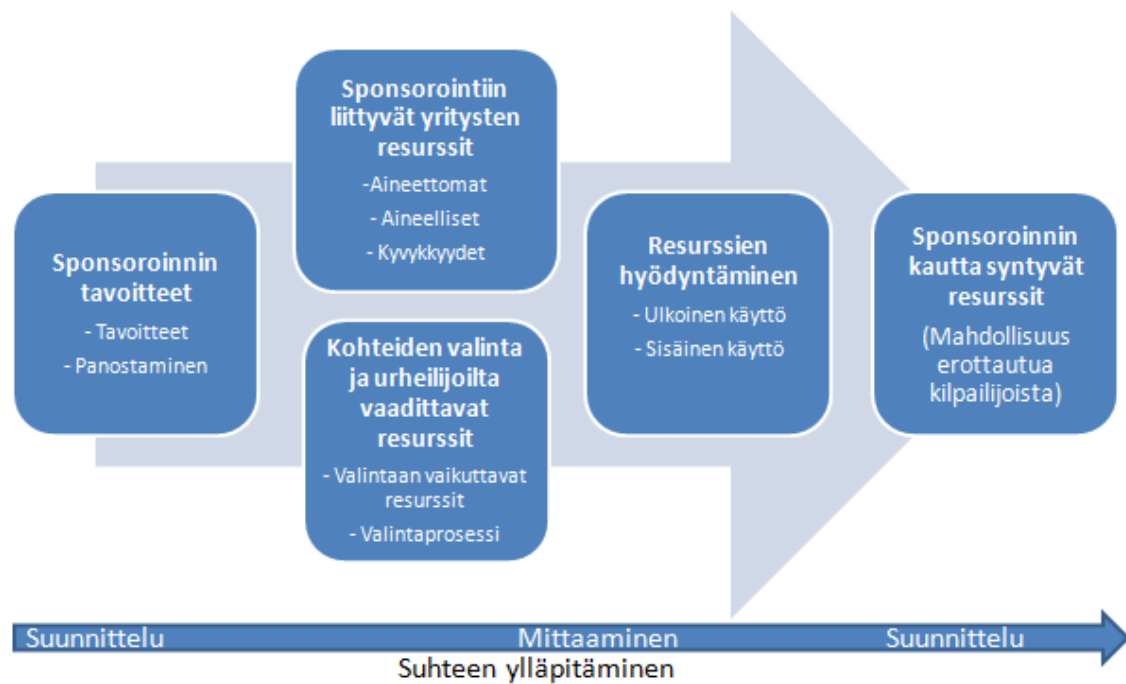 Sponsoroinnin
tavoitteet
- Tavoitteet
- Panostaminen
Sponsorointiin
liittyvät yritysten
resurssit
-Aineettomat
- Aineelliset
- Kyvykkyydet
Kohteiden valinta
ja urheilijoilta
vaadittavat
resurssit
- Valintaan vaikuttavat
resurssit
- Valintaprosessi
Resurssien
hyödyntäminen
- Ulkoinen käyttö
- Sisäinen käyttö
Sponsoroinnin
kautta syntyvät
resurssit
(Mahdollisuus
erottautua
kilpailijoista)
Suunnittelu Mittaaminen Suunnittelu
Suhteen ylläpitäminen